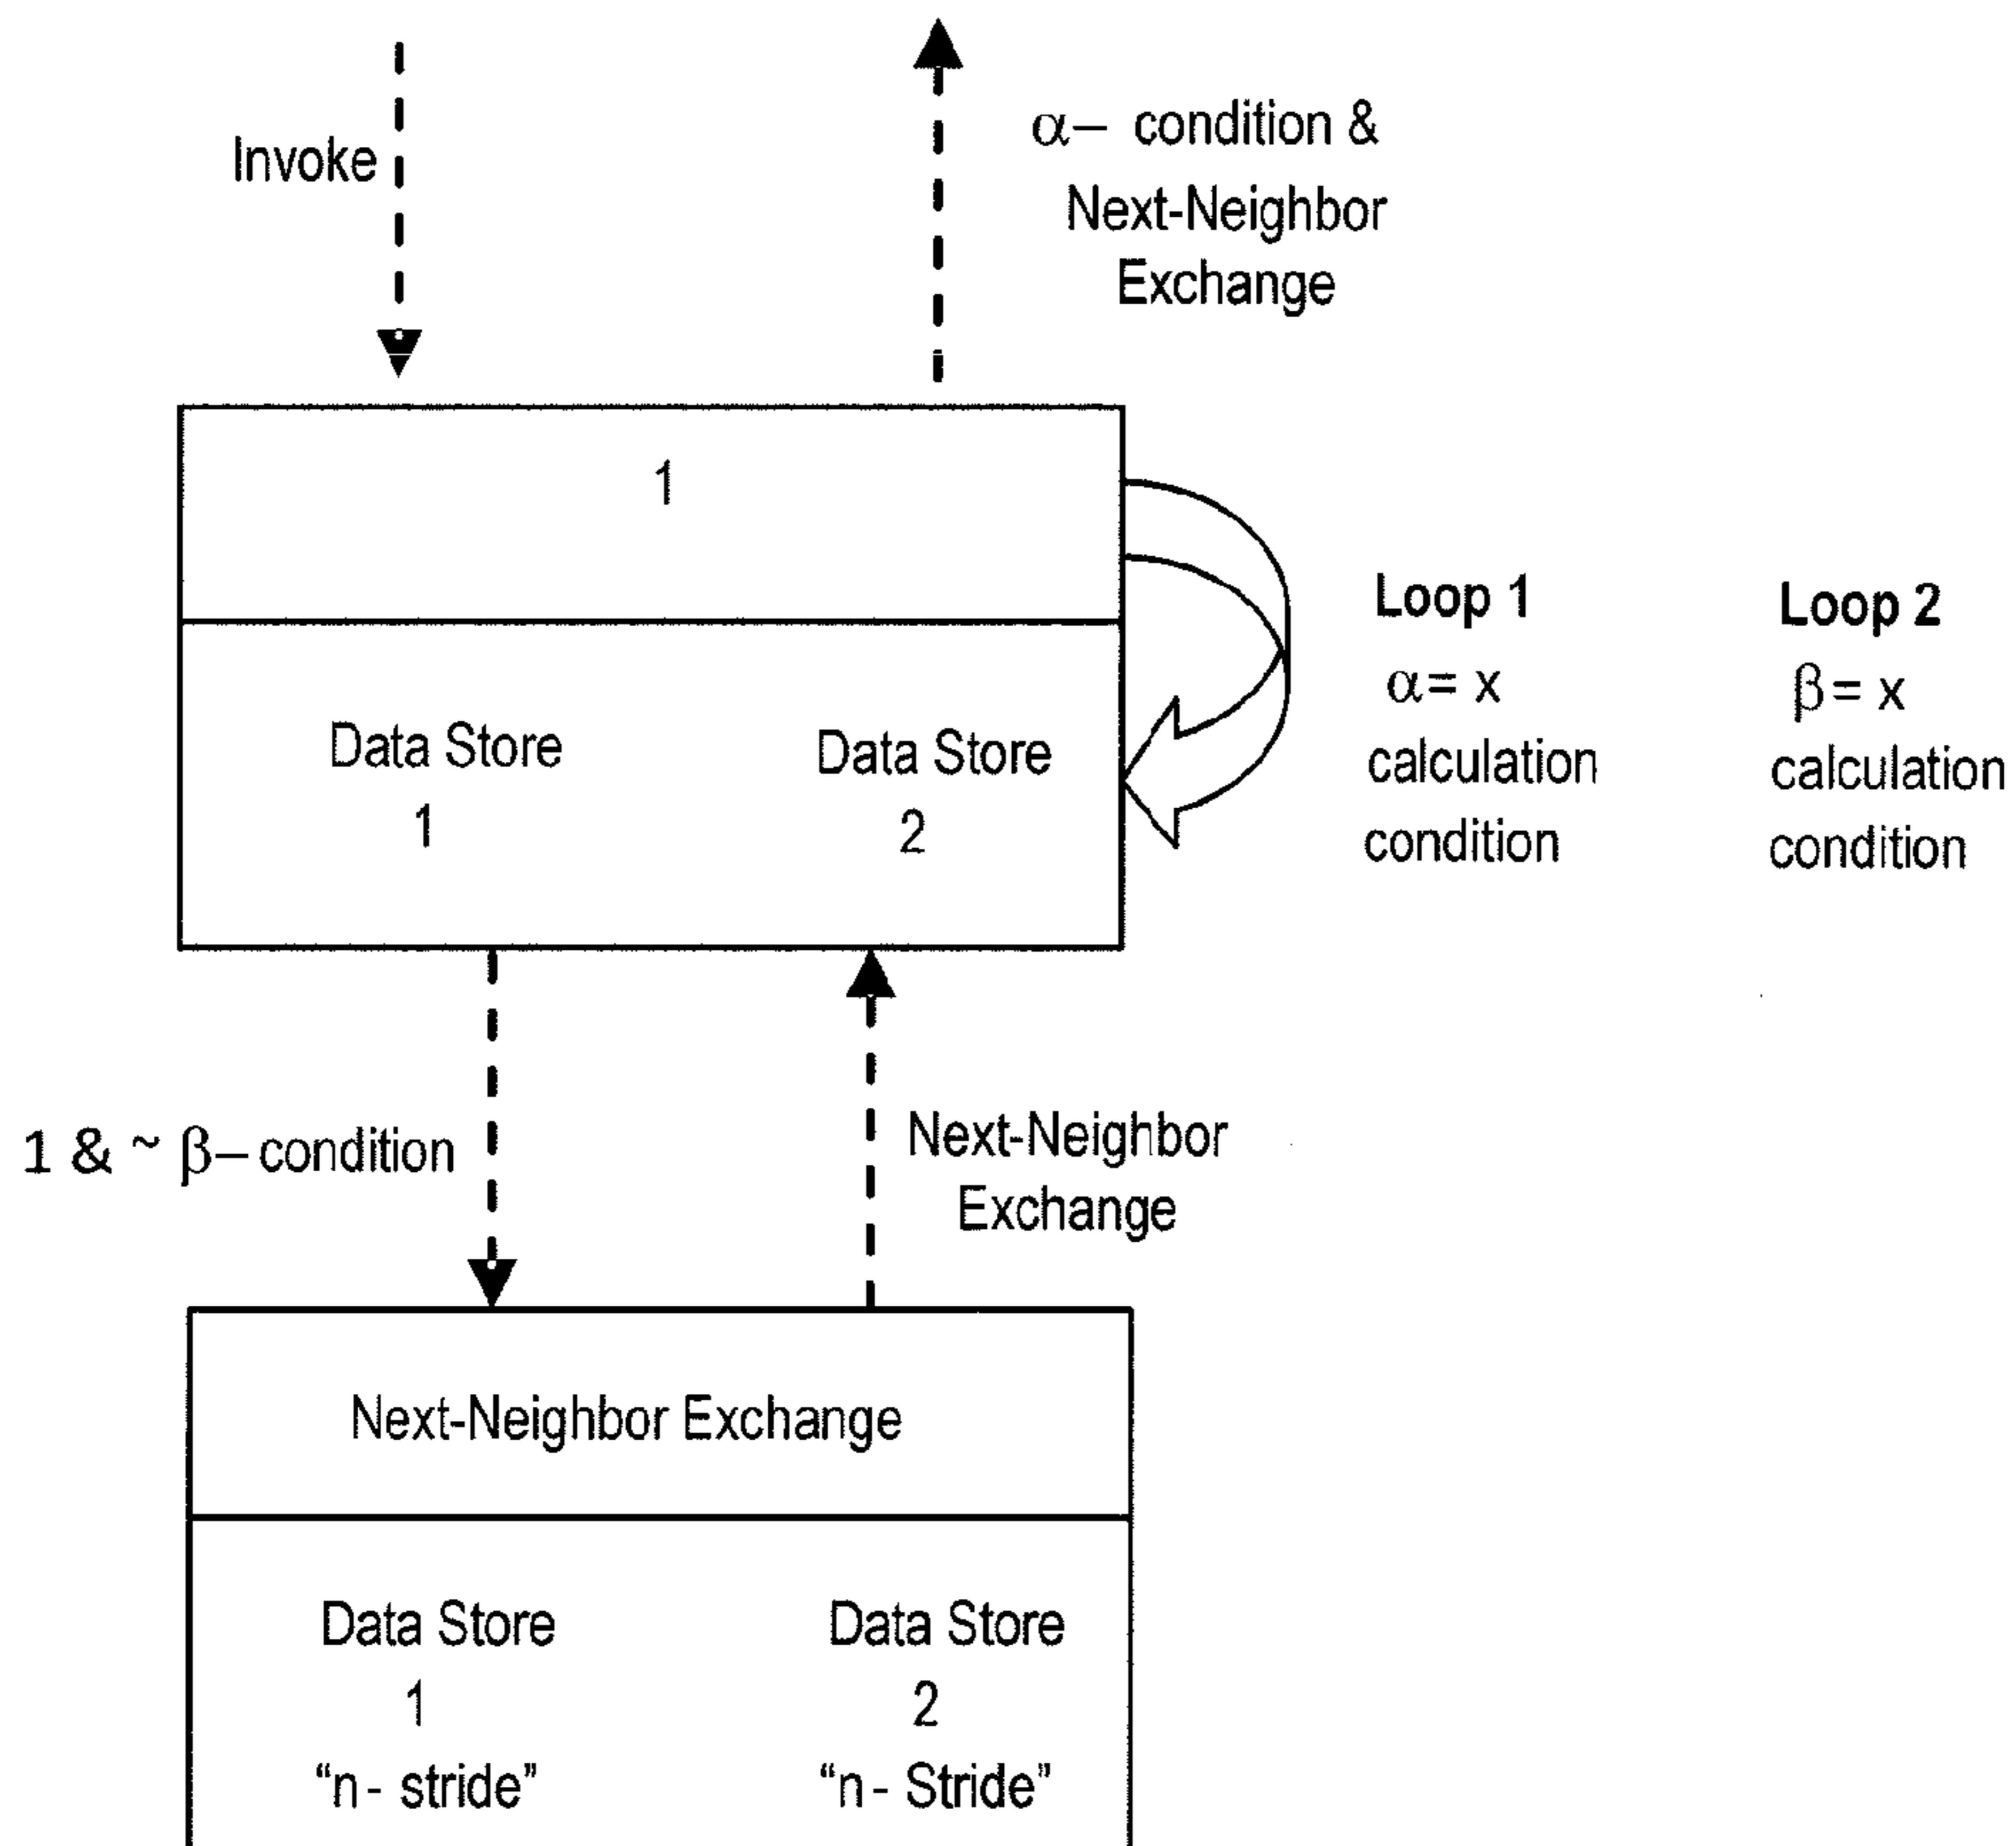 Invoke
α– condition &
Next-Neighbor
Exchange
1
Loop 1
α= x
calculation
condition
Loop 2
β= x
calculation
condition
Data Store
1
Data Store
2
1 & ~ β– condition
Next-Neighbor
Exchange
Next-Neighbor Exchange
Data Store
1
“n- stride”
Data Store
2
“n- Stride”